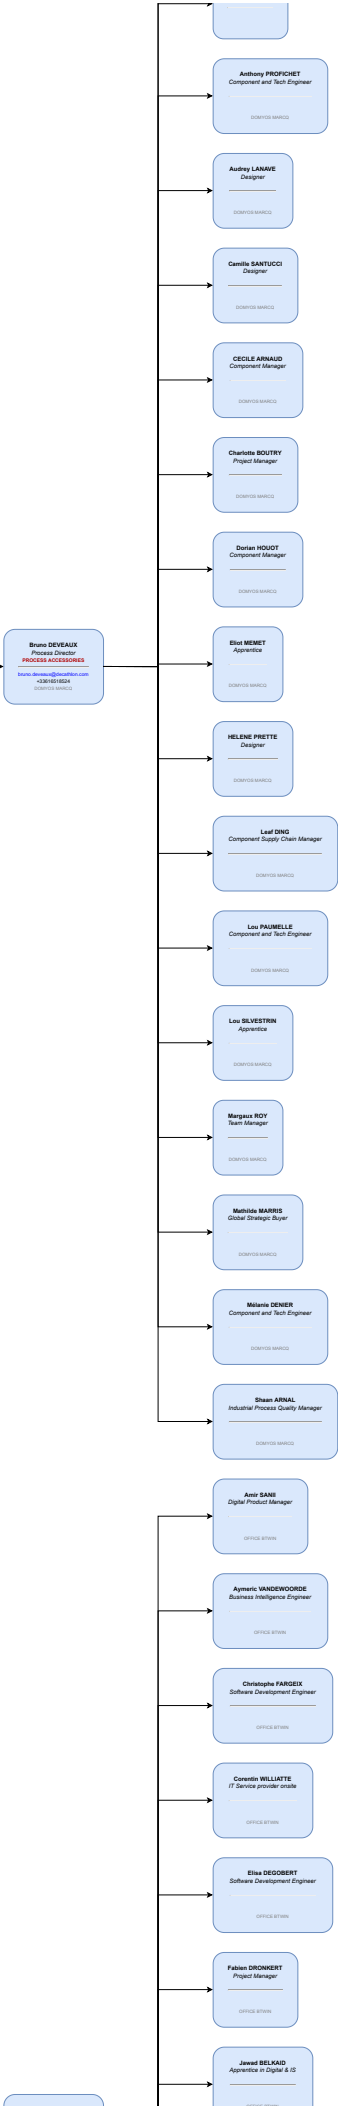 Anthony PROFICHET
Component and Tech Engineer
DOMYOS MARCQ
Audrey LANAVE
Designer
DOMYOS MARCQ
Camille SANTUCCI
Designer
DOMYOS MARCQ
CECILE ARNAUD
Component Manager
DOMYOS MARCQ
Charlotte BOUTRY
Project Manager
DOMYOS MARCQ
Dorian HOUOT
Component Manager
DOMYOS MARCQ
Bruno DEVEAUX
Process Director
PROCESS ACCESSORIES
bruno.deveaux@decathlon.com
+33616518524
DOMYOS MARCQ
Eliot MEMET
Apprentice
DOMYOS MARCQ
HELENE PRETTE
Designer
DOMYOS MARCQ
Leaf DING
Component Supply Chain Manager
DOMYOS MARCQ
Lou PAUMELLE
Component and Tech Engineer
DOMYOS MARCQ
Lou SILVESTRIN
Apprentice
DOMYOS MARCQ
Margaux ROY
Team Manager
DOMYOS MARCQ
Mathilde MARRIS
Global Strategic Buyer
DOMYOS MARCQ
Mélanie DENIER
Component and Tech Engineer
DOMYOS MARCQ
Shaan ARNAL
Industrial Process Quality Manager
DOMYOS MARCQ
Amir SANII
Digital Product Manager
OFFICE BTWIN
Aymeric VANDEWOORDE
Business Intelligence Engineer
OFFICE BTWIN
Christophe FARGEIX
Software Development Engineer
OFFICE BTWIN
Corentin WILLIATTE
IT Service provider onsite
OFFICE BTWIN
Elisa DEGOBERT
Software Development Engineer
OFFICE BTWIN
Fabien DRONKERT
Project Manager
OFFICE BTWIN
Jawad BELKAID
Apprentice in Digital & IS